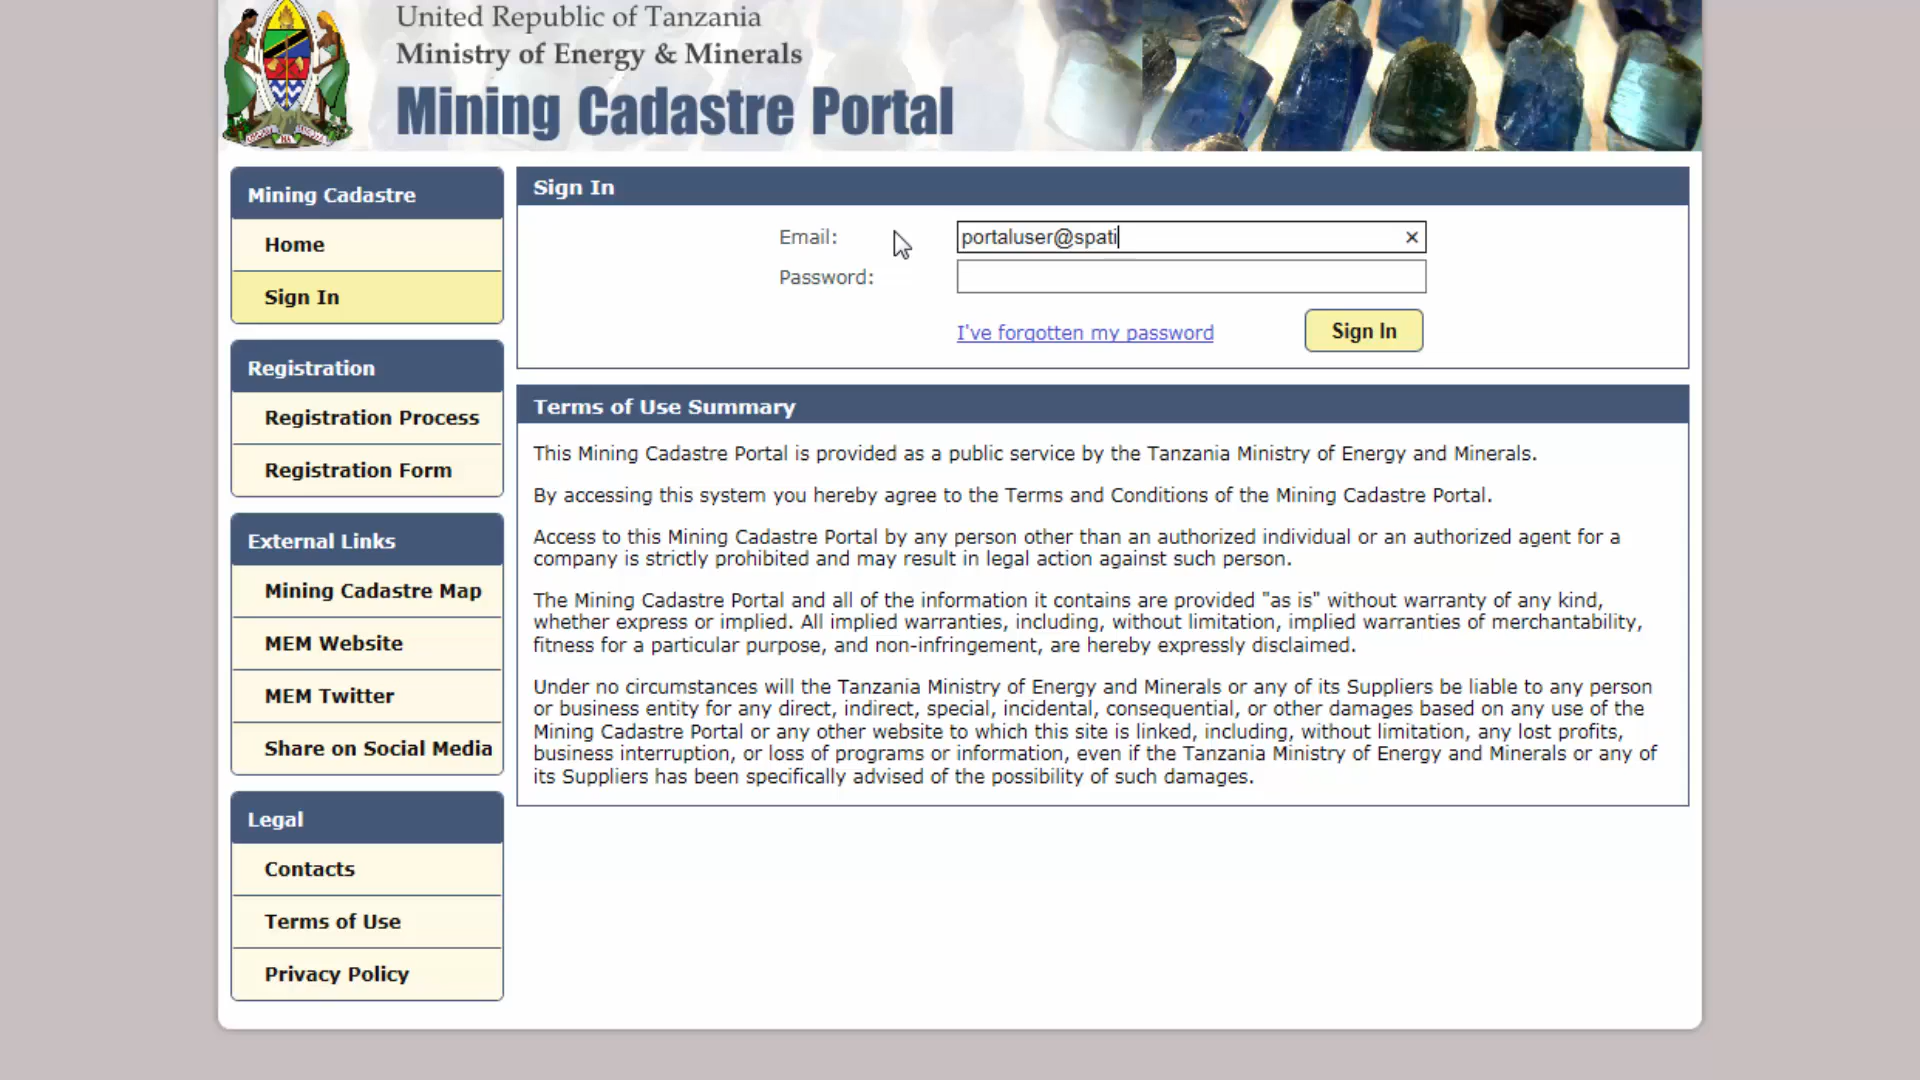 United Republic of Tanzania
Ministry of Energy & Minerals
Mining Cadastre Portal
Mining Cadastre
Home
Sign In
Registration
Registration Process
Registration Form
External Links
Mining Cadastre Map
MEM Website
MEM Twitter
Share on Social Media
Legal
Contacts
Terms of Use
Privacy Policy
Sign In
Email: portaluser@spati
Password:
I've forgotten my password Sign In
Terms of Use Summary
This Mining Cadastre Portal is provided as a public service by the Tanzania Ministry of Energy and Minerals.
By accessing this system you hereby agree to the Terms and Conditions of the Mining Cadastre Portal.
Access to this Mining Cadastre Portal by any person other than an authorized individual or an authorized agent for a
company is strictly prohibited and may result in legal action against such person.
The Mining Cadastre Portal and all of the information it contains are provided "as is" without warranty of any kind,
whether express or implied. All implied warranties, including, without limitation, implied warranties of merchantability,
fitness for a particular purpose, and non-infringement, are hereby expressly disclaimed.
Under no circumstances will the Tanzania Ministry of Energy and Minerals or any of its Suppliers be liable to any person
or business entity for any direct, indirect, special, incidental, consequential, or other damages based on any use of the
Mining Cadastre Portal or any other website to which this site is linked, including, without limitation, any lost profits,
business interruption, or loss of programs or information, even if the Tanzania Ministry of Energy and Minerals or any of
its Suppliers has been specifically advised of the possibility of such damages.